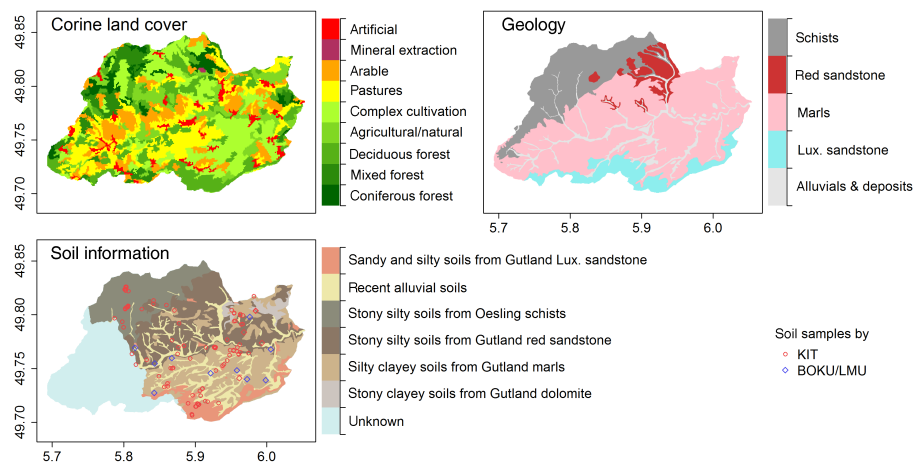 Corine land cover
49.85
49.80
49.75
49.70
Artificial
Mineral extraction
Arable
Pastures
Complex cultivation
Agricultural/natural
Deciduous forest
Mixed forest
Coniferous forest
Geology
Schists
Red sandstone
Marls
Lux. sandstone
Alluvials & deposits
5.7 5.8 5.9 6.0
Soil information
49.85
49.80
49.75
49.70
5.7 5.8 5.9 6.0
Sandy and silty soils from Gutland Lux. sandstone
Recent alluvial soils
Stony silty soils from Oesling schists
Stony silty soils from Gutland red sandstone
Silty clayey soils from Gutland marls
Stony clayey soils from Gutland dolomite
Unknown
Soil samples by
KIT
BOKU/LMU